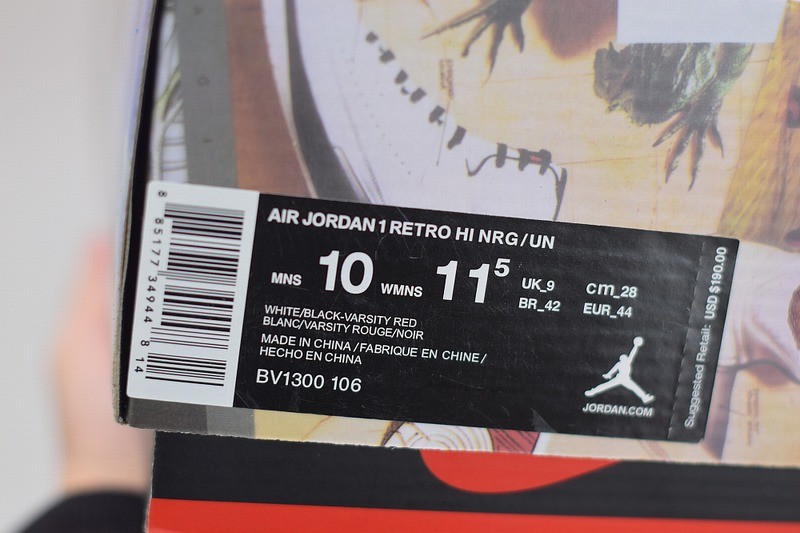 AIR JORDAN 1 RETRO HI NRG/UN
MNS 10 WMNS 11⁵ UK_9 cm_28
BR_42 EUR_44
WHITE/BLACK-VARSITY RED
BLANC/VARSITY ROUGE/NOIR
MADE IN CHINA/FABRIQUE EN CHINE/
HECHO EN CHINA
BV1300 106
JORDAN.COM
Suggested Retail: USD $190.00
8 85177 34944 8 14